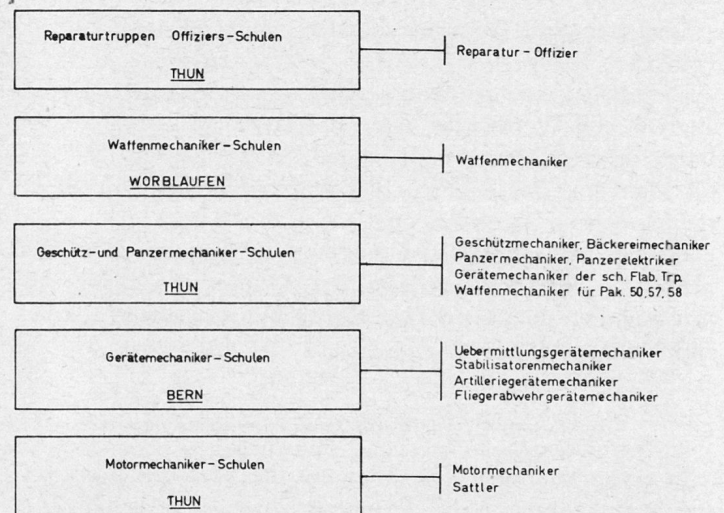 Reparaturtruppen Offiziers-Schulen
THUN
Reparatur-Offizier
Waffenmechaniker-Schulen
WORBLAUFEN
Waffenmechaniker
Geschütz-und Panzermechaniker-Schulen
THUN
Geschützmechaniker, Bäckereimechaniker
Panzermechaniker, Panzerelektriker
Gerätemechaniker der sch. Flab. Trp.
Waffenmechaniker für Pak. 50, 57, 58
Gerätemechaniker-Schulen
BERN
Uebermittlungsgerätemechaniker
Stabilisatorenmechaniker
Artilleriegerätemechaniker
Fliegerabwehrgerätemechaniker
Motormechaniker-Schulen
THUN
Motormechaniker
Sattler